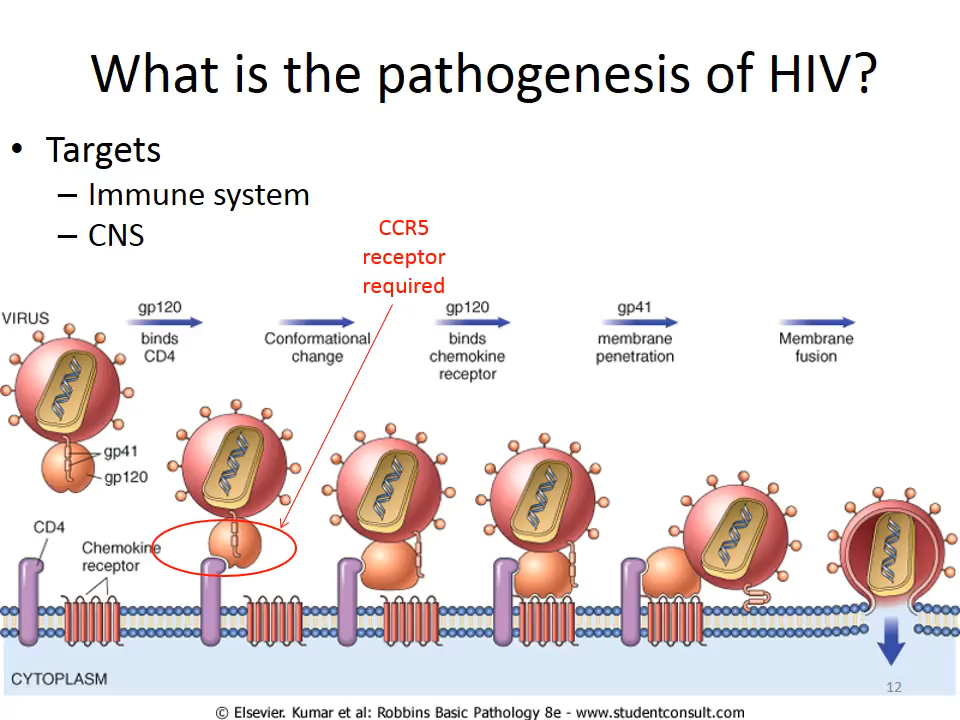 What is the pathogenesis of HIV?
• Targets
– Immune system
– CNS
CCR5
receptor
required
VIRUS
gp120
binds
CD4
Conformational
change
gp120
binds
chemokine
receptor
gp41
membrane
penetration
Membrane
fusion
gp41
gp120
CD4
Chemokine
receptor
CYTOPLASM
12
© Elsevier. Kumar et al: Robbins Basic Pathology 8e - www.studentconsult.com